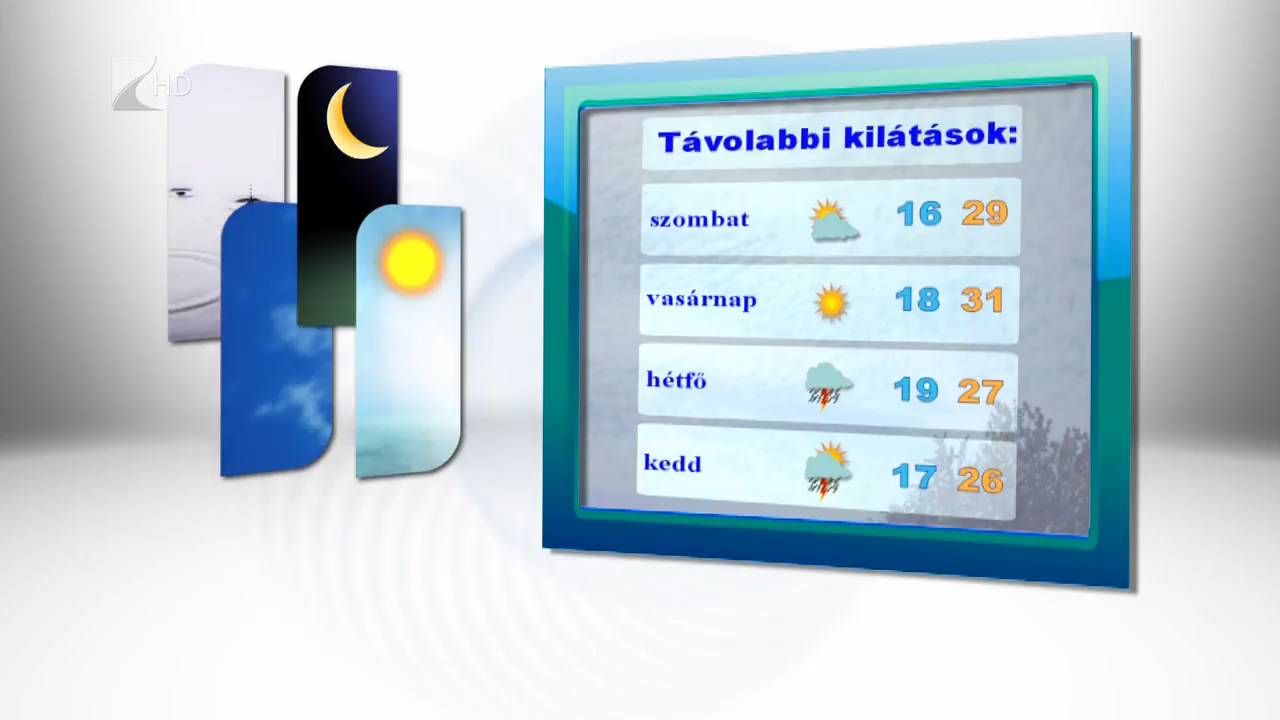 HD
Távolabbi kilátások:
szombat 16 29
vasárnap 18 31
hétfő 19 27
kedd 17 26